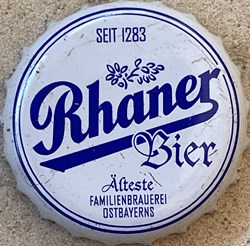 SEIT 1283
Rhaner
Bier
Älteste
FAMILIENBRAUEREI
OSTBAYERNS